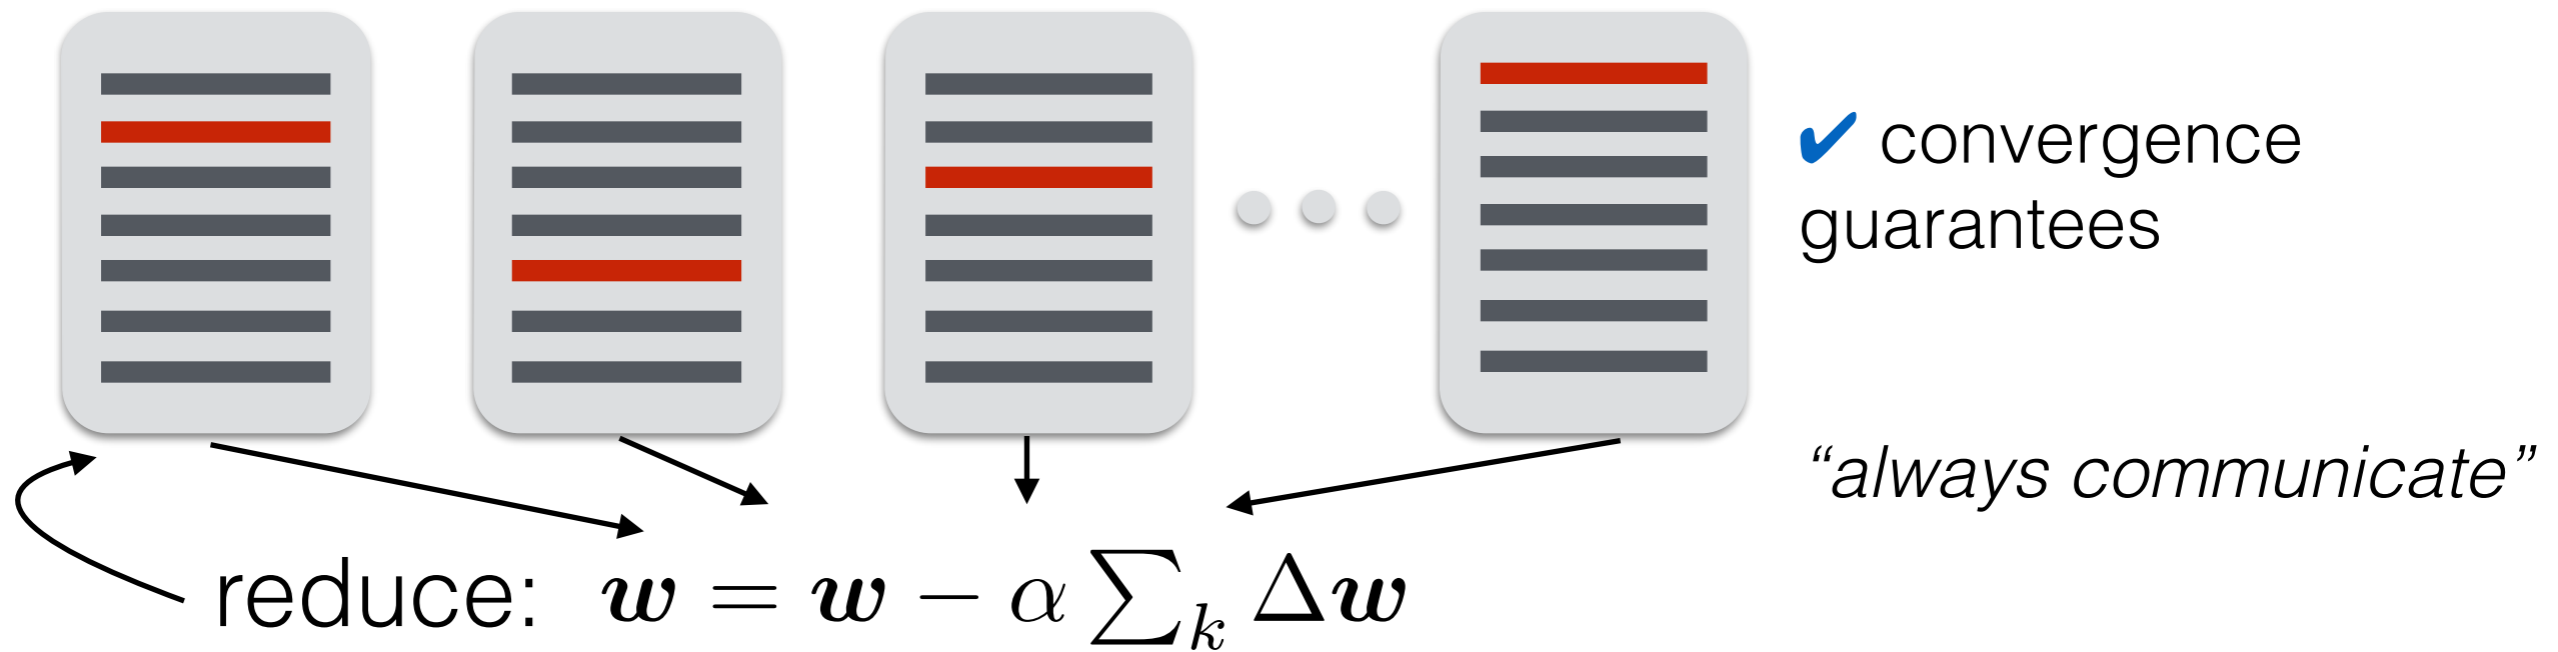 ✔ convergence
guarantees
“always communicate”
reduce: w = w − α ∑ₖ Δw